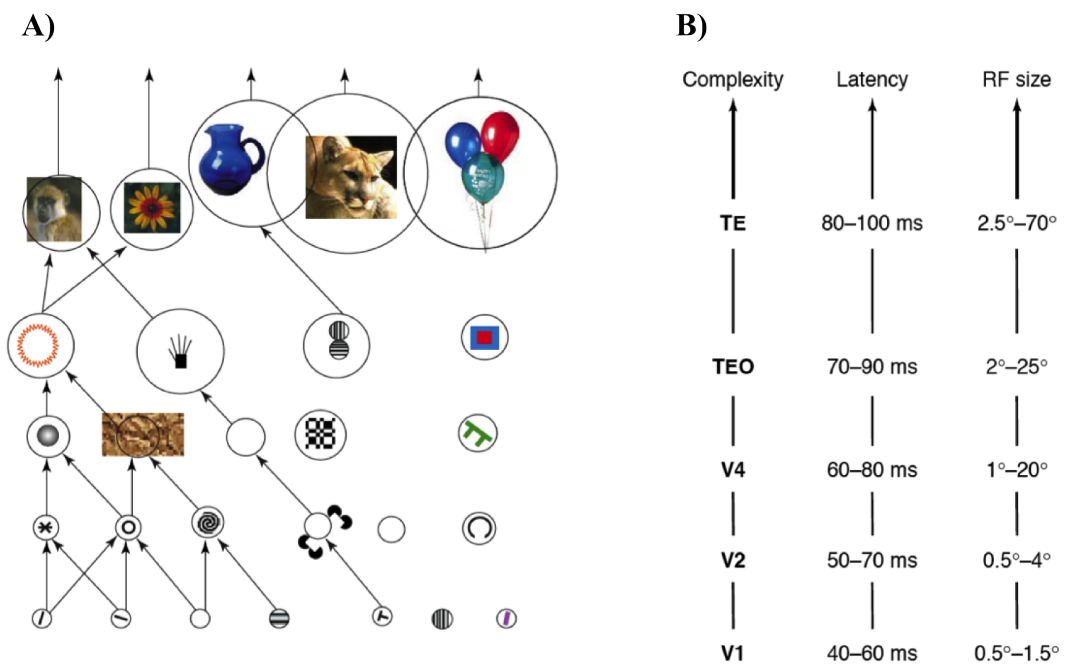 A)
B)
Complexity Latency RF size
TE 80–100 ms 2.5°–70°
TEO 70–90 ms 2°–25°
V4 60–80 ms 1°–20°
V2 50–70 ms 0.5°–4°
V1 40–60 ms 0.5°–1.5°